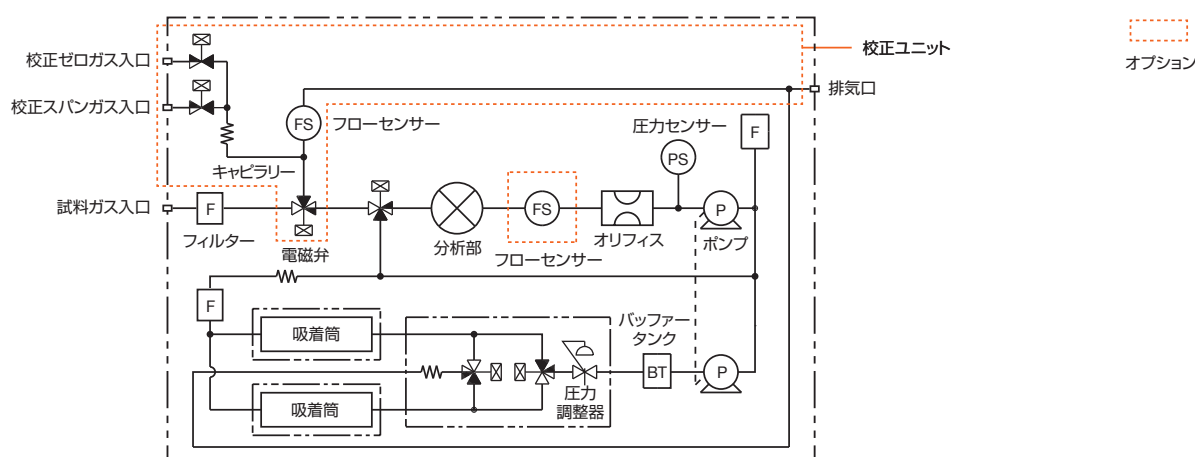 校正ゼロガス入口
校正ユニット
オプション
校正スパンガス入口
排気口
FS
フローセンサー
圧力センサー
F
PS
キャピラリー
試料ガス入口
F
FS
P
フィルター
電磁弁
分析部
フローセンサー
オリフィス
ポンプ
F
吸着筒
バッファー
タンク
BT
P
圧力
調整器
吸着筒